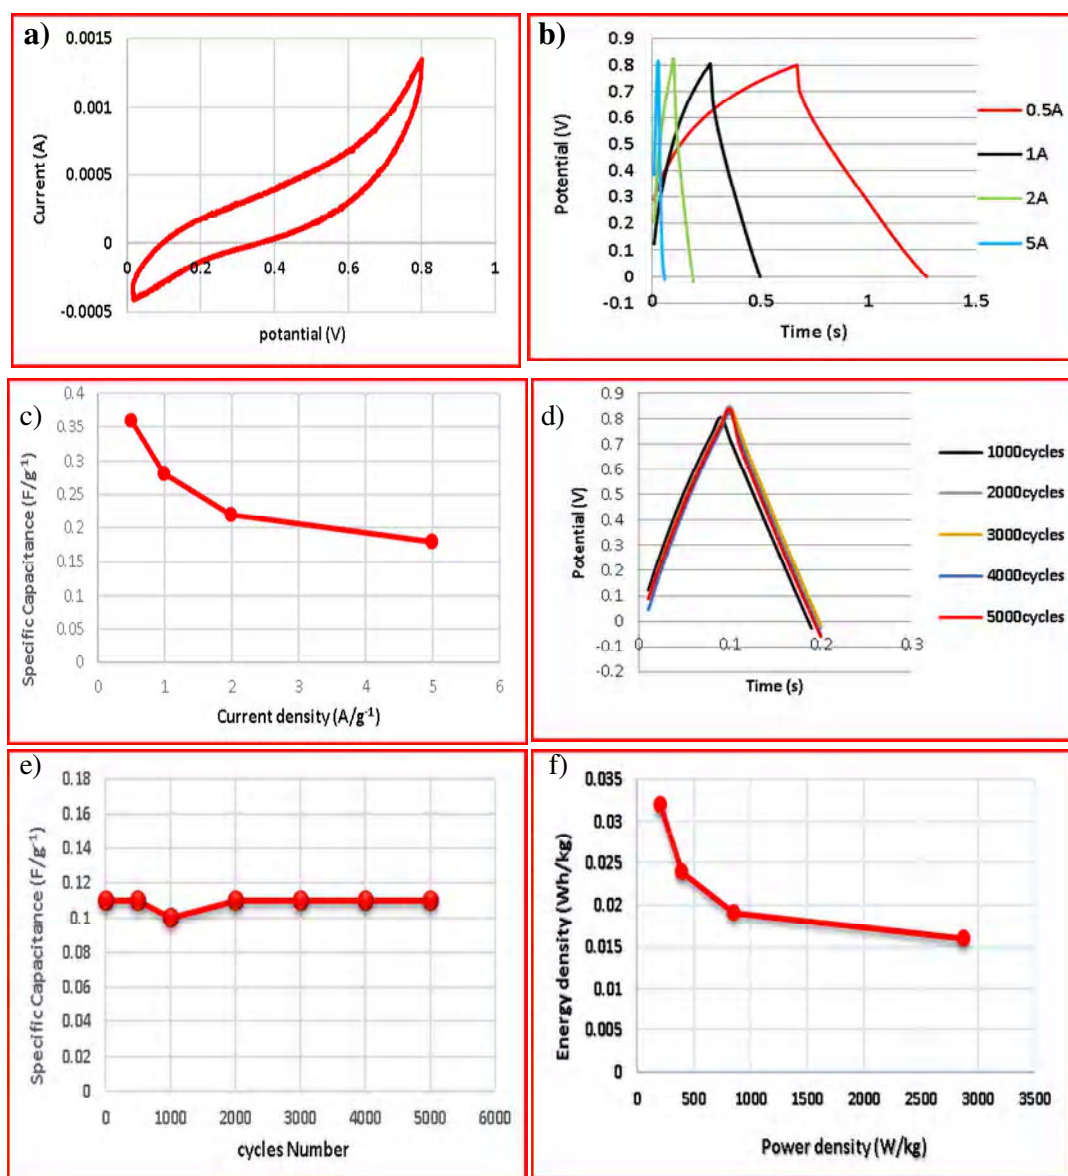 a)
0.0015
0.001
0.0005
0
-0.0005
Current (A)
0 0.2 0.4 0.6 0.8 1
potential (V)
b)
0.9
0.8
0.7
0.6
0.5
0.4
0.3
0.2
0.1
0
-0.1
Potential (V)
0 0.5 1 1.5
Time (s)
0.5A
1A
2A
5A
c)
0.4
0.35
0.3
0.25
0.2
0.15
0.1
0.05
0
Specific Capacitance (F/g⁻¹)
0 1 2 3 4 5 6
Current density (A/g⁻¹)
d)
0.9
0.8
0.7
0.6
0.5
0.4
0.3
0.2
0.1
0
-0.1
-0.2
Potential (V)
0 0.1 0.2 0.3
Time (s)
1000cycles
2000cycles
3000cycles
4000cycles
5000cycles
e)
0.18
0.16
0.14
0.12
0.1
0.08
0.06
0.04
0.02
0
Specific Capacitance (F/g⁻¹)
0 1000 2000 3000 4000 5000 6000
cycles Number
f)
0.035
0.03
0.025
0.02
0.015
0.01
0.005
0
Energy density (Wh/kg)
0 500 1000 1500 2000 2500 3000 3500
Power density (W/kg)